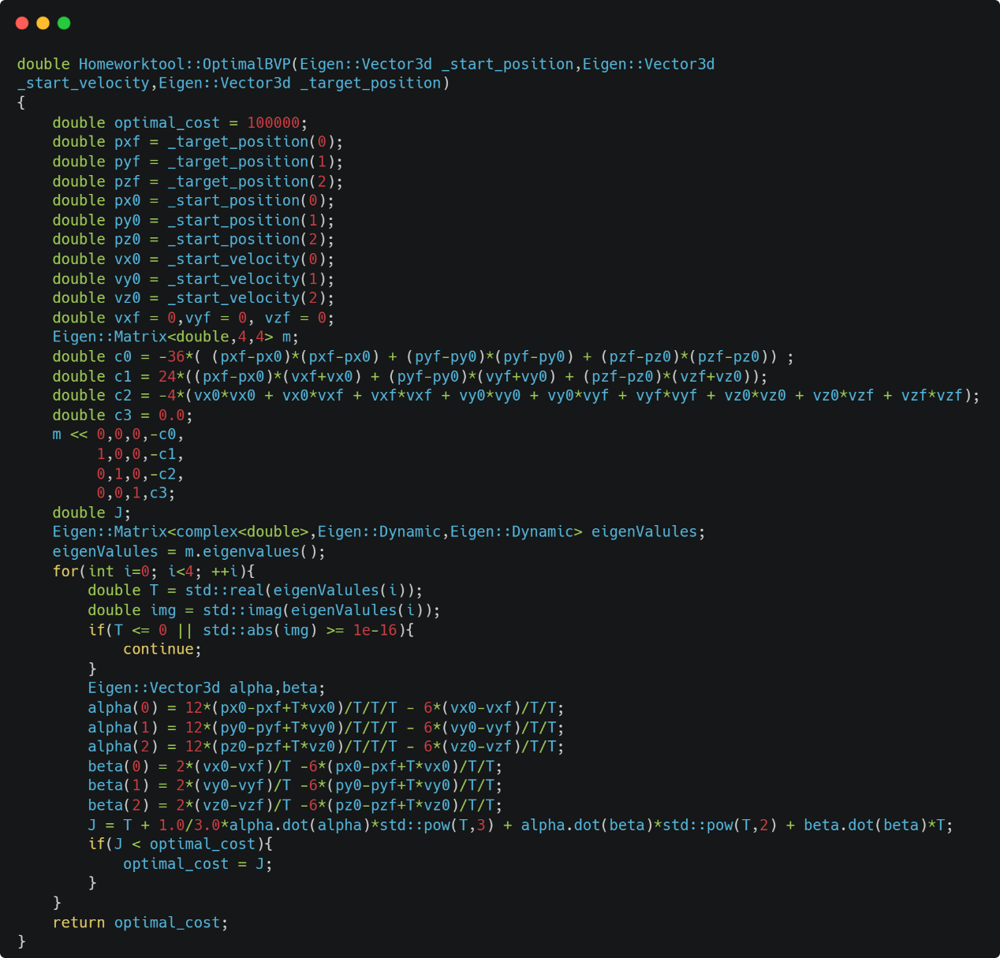 double Homeworktool::OptimalBVP(Eigen::Vector3d _start_position,Eigen::Vector3d
_start_velocity,Eigen::Vector3d _target_position)
{
    double optimal_cost = 100000;
    double pxf = _target_position(0);
    double pyf = _target_position(1);
    double pzf = _target_position(2);
    double px0 = _start_position(0);
    double py0 = _start_position(1);
    double pz0 = _start_position(2);
    double vx0 = _start_velocity(0);
    double vy0 = _start_velocity(1);
    double vz0 = _start_velocity(2);
    double vxf = 0,vyf = 0, vzf = 0;
    Eigen::Matrix<double,4,4> m;
    double c0 = -36*( (pxf-px0)*(pxf-px0) + (pyf-py0)*(pyf-py0) + (pzf-pz0)*(pzf-pz0)) ;
    double c1 = 24*((pxf-px0)*(vxf+vx0) + (pyf-py0)*(vyf+vy0) + (pzf-pz0)*(vzf+vz0));
    double c2 = -4*(vx0*vx0 + vx0*vxf + vxf*vxf + vy0*vy0 + vy0*vyf + vyf*vyf + vz0*vz0 + vz0*vzf + vzf*vzf);
    double c3 = 0.0;
    m << 0,0,0,-c0,
         1,0,0,-c1,
         0,1,0,-c2,
         0,0,1,c3;
    double J;
    Eigen::Matrix<complex<double>,Eigen::Dynamic,Eigen::Dynamic> eigenValules;
    eigenValules = m.eigenvalues();
    for(int i=0; i<4; ++i){
        double T = std::real(eigenValules(i));
        double img = std::imag(eigenValules(i));
        if(T <= 0 || std::abs(img) >= 1e-16){
            continue;
        }
        Eigen::Vector3d alpha,beta;
        alpha(0) = 12*(px0-pxf+T*vx0)/T/T/T - 6*(vx0-vxf)/T/T;
        alpha(1) = 12*(py0-pyf+T*vy0)/T/T/T - 6*(vy0-vyf)/T/T;
        alpha(2) = 12*(pz0-pzf+T*vz0)/T/T/T - 6*(vz0-vzf)/T/T;
        beta(0) = 2*(vx0-vxf)/T -6*(px0-pxf+T*vx0)/T/T;
        beta(1) = 2*(vy0-vyf)/T -6*(py0-pyf+T*vy0)/T/T;
        beta(2) = 2*(vz0-vzf)/T -6*(pz0-pzf+T*vz0)/T/T;
        J = T + 1.0/3.0*alpha.dot(alpha)*std::pow(T,3) + alpha.dot(beta)*std::pow(T,2) + beta.dot(beta)*T;
        if(J < optimal_cost){
            optimal_cost = J;
        }
    }
    return optimal_cost;
}